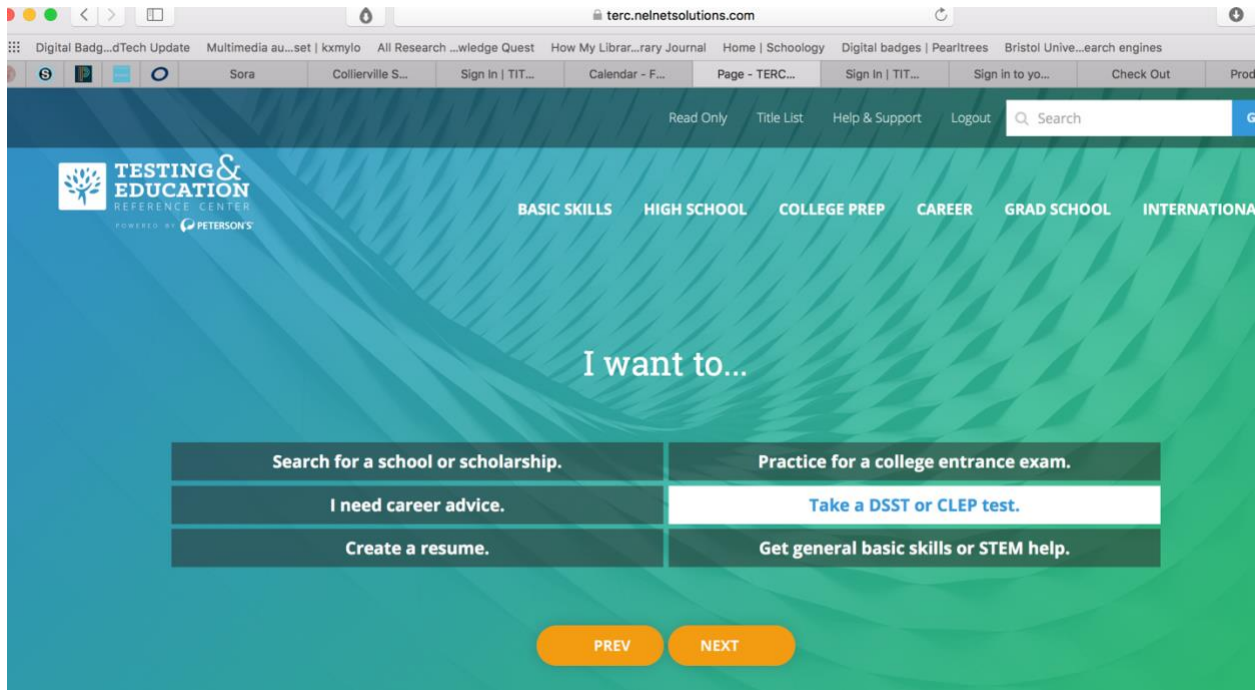 terc.nelnetsolutions.com
Digital Badg...dTech Update Multimedia au...set | kxmylo All Research ...wledge Quest How My Librar...rary Journal Home | Schoology Digital badges | Pearltrees Bristol Unive...earch engines
S P O Sora Collierville S... Sign In | TIT... Calendar - F... Page - TERC... Sign In | TIT... Sign in to yo... Check Out Prod
Read Only Title List Help & Support Logout Search G
TESTING &
EDUCATION
REFERENCE CENTER
POWERED BY PETERSON'S
BASIC SKILLS HIGH SCHOOL COLLEGE PREP CAREER GRAD SCHOOL INTERNATIONA
I want to...
Search for a school or scholarship. Practice for a college entrance exam.
I need career advice. Take a DSST or CLEP test.
Create a resume. Get general basic skills or STEM help.
PREV NEXT